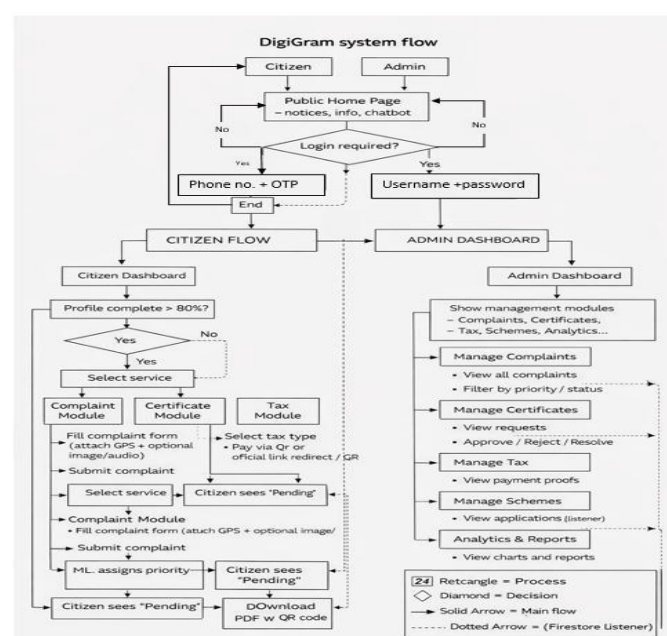 DigiGram system flow
Citizen
Admin
Public Home Page
– notices, info, chatbot
No
No
Login required?
Yes
Yes
Phone no. + OTP
Username +password
End
CITIZEN FLOW
ADMIN DASHBOARD
Citizen Dashboard
Admin Dashboard
Profile complete > 80%?
Show management modules
– Complaints, Certificates,
– Tax, Schemes, Analytics...
Yes
No
Yes
Select service
Manage Complaints
• View all complaints
• Filter by priority / status
Complaint
Module
Certificate
Module
Tax
Module
Manage Certificates
• View requests
• Approve / Reject / Resolve
Fill complaint form
(attach GPS + optional
image/audio)
Select tax type
• Pay via Qr or
oficial link redirect / GR
Submit complaint
Manage Tax
• View payment proofs
Select service
Citizen sees "Pending"
Manage Schemes
• View applications (listener)
Complaint Module
• Fill complaint form (atuch GPS + optional image/
Submit complaint
Analytics & Reports
• View charts and reports
ML. assigns priority
Citizen sees
"Pending"
Citizen sees "Pending"
DOwnload
PDF w QR code
24 Retcangle = Process
Diamond = Decision
Solid Arrow = Main flow
Dotted Arrow = (Firestore Listener)